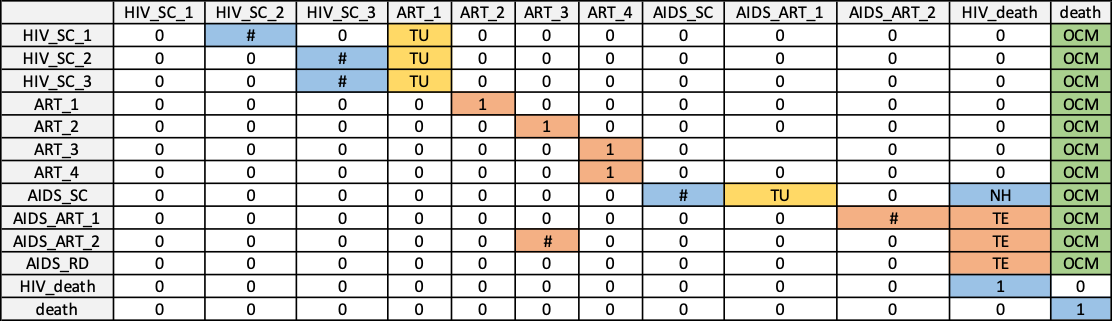 HIV_SC_1 HIV_SC_2 HIV_SC_3 ART_1 ART_2 ART_3 ART_4 AIDS_SC AIDS_ART_1 AIDS_ART_2 HIV_death death
HIV_SC_1 0 # 0 TU 0 0 0 0 0 0 0 OCM
HIV_SC_2 0 0 # TU 0 0 0 0 0 0 0 OCM
HIV_SC_3 0 0 # TU 0 0 0 0 0 0 0 OCM
ART_1 0 0 0 0 1 0 0 0 0 0 0 OCM
ART_2 0 0 0 0 0 1 0 0 0 0 0 OCM
ART_3 0 0 0 0 0 0 1 0 0 0 OCM
ART_4 0 0 0 0 0 0 1 0 0 0 0 OCM
AIDS_SC 0 0 0 0 0 0 0 # TU 0 NH OCM
AIDS_ART_1 0 0 0 0 0 0 0 0 0 # TE OCM
AIDS_ART_2 0 0 0 0 0 # 0 0 0 0 TE OCM
AIDS_RD 0 0 0 0 0 0 0 0 0 0 TE OCM
HIV_death 0 0 0 0 0 0 0 0 0 0 1 0
death 0 0 0 0 0 0 0 0 0 0 0 1